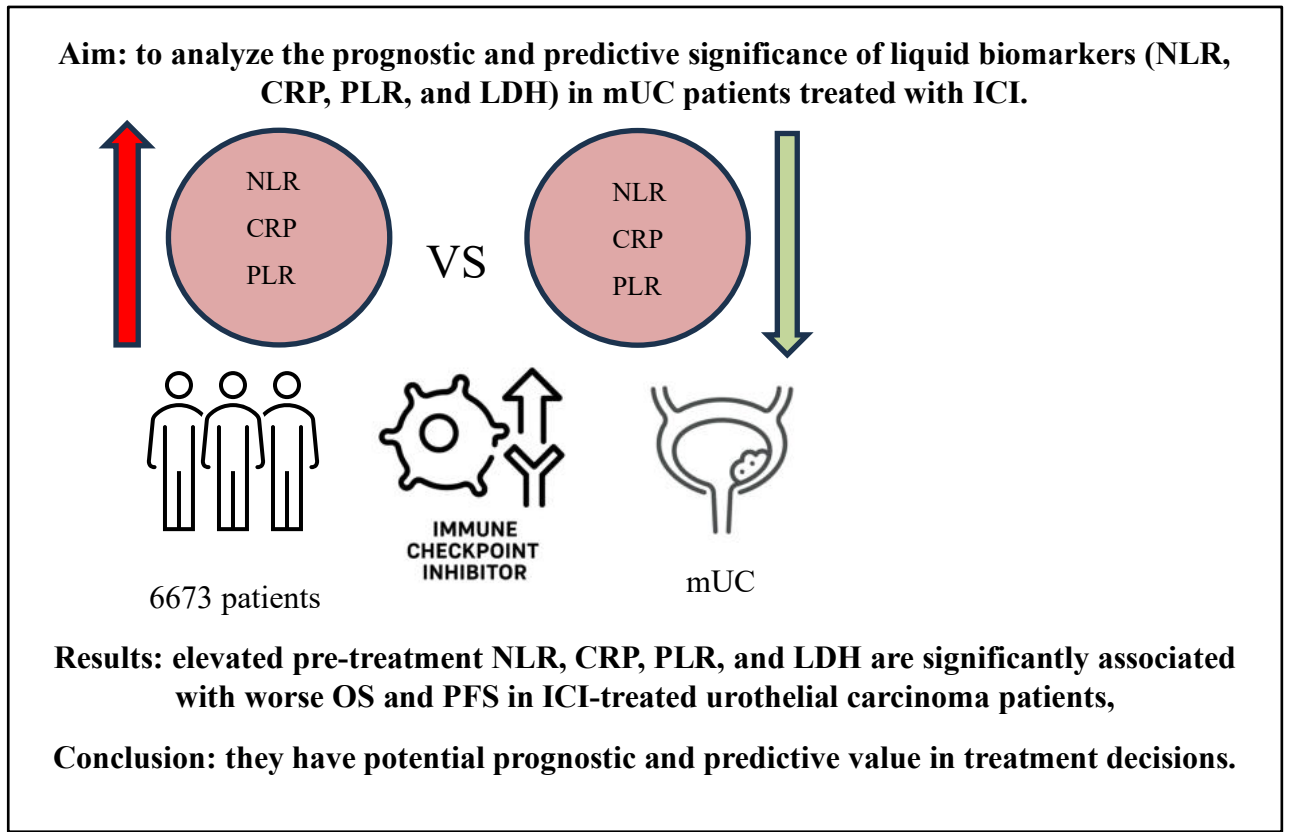 Aim: to analyze the prognostic and predictive significance of liquid biomarkers (NLR,
CRP, PLR, and LDH) in mUC patients treated with ICI.
NLR
CRP
PLR
VS
NLR
CRP
PLR
IMMUNE
CHECKPOINT
INHIBITOR
6673 patients
mUC
Results: elevated pre-treatment NLR, CRP, PLR, and LDH are significantly associated
with worse OS and PFS in ICI-treated urothelial carcinoma patients,
Conclusion: they have potential prognostic and predictive value in treatment decisions.